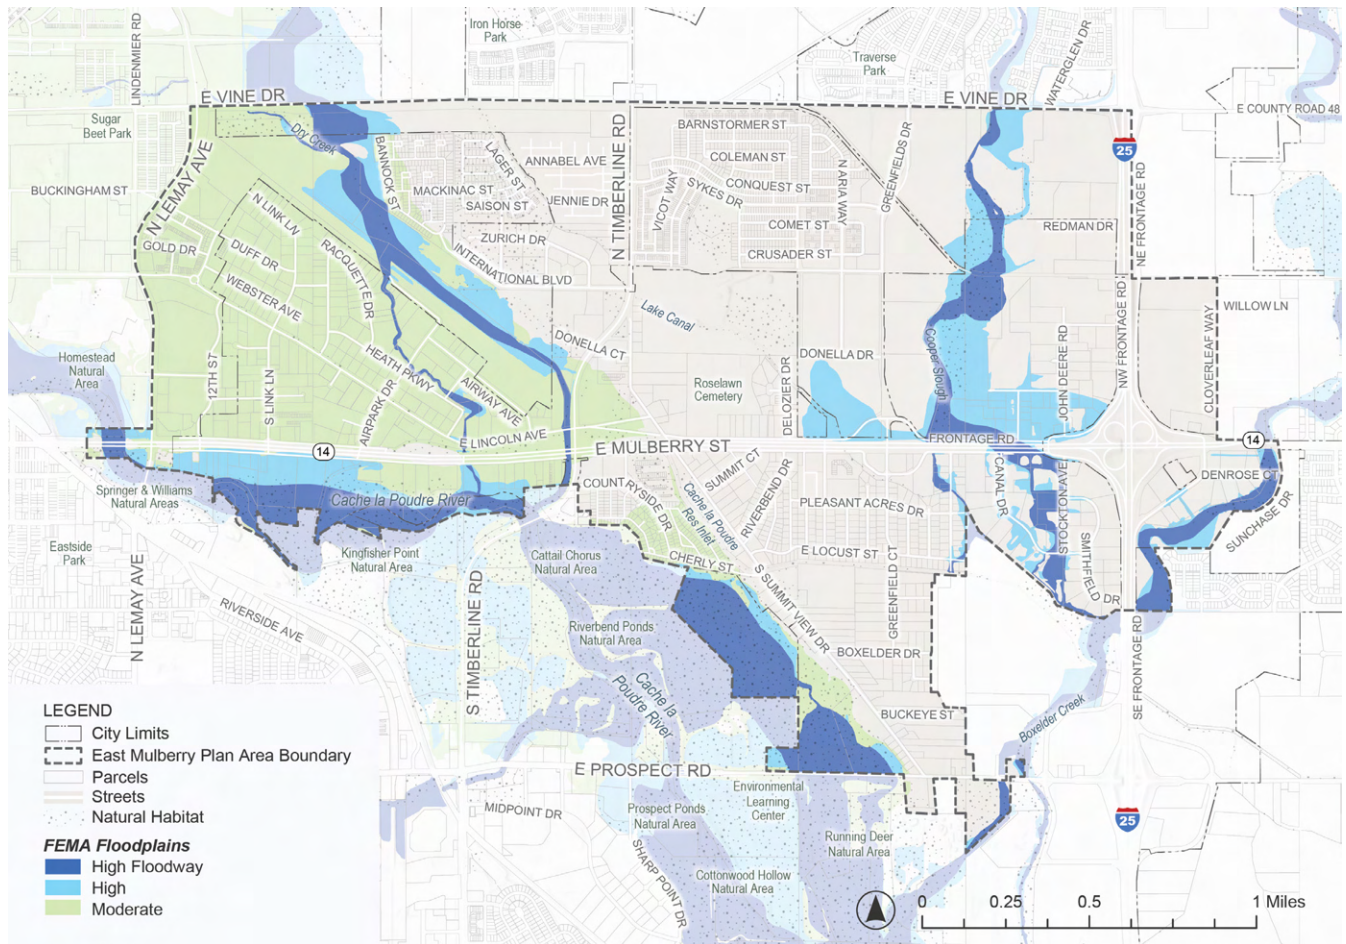 LINDENMIER RD
Iron Horse
Park
Traverse
Park
WATERGLEN DR
E VINE DR
E VINE DR
E COUNTY ROAD 48
Sugar
Beet Park
Dry Creek
BANNOCK ST
LAGER ST
N TIMBERLINE RD
BARNSTORMER ST
25
N LEMAY AVE
ANNABEL AVE
COLEMAN ST
GREENFIELDS DR
NE FRONTAGE RD
BUCKINGHAM ST
MACKINAC ST
SAISON ST
JENNIE DR
VICOT WAY
SYKES DR
CONQUEST ST
N ARIA WAY
N LINK LN
ZURICH DR
COMET ST
REDMAN DR
GOLD DR
DUFF DR
RACQUETTE DR
INTERNATIONAL BLVD
CRUSADER ST
WEBSTER AVE
Lake Canal
NW FRONTAGE RD
WILLOW LN
CLOVERLEAF WAY
Homestead
Natural
Area
12TH ST
S LINK LN
HEATH PKWY
DONELLA CT
DONELLA DR
Cooper Slough
JOHN DEERE RD
AIRPARK DR
AIRWAY AVE
Roselawn
Cemetery
DELOZIER DR
E LINCOLN AVE
E MULBERRY ST
FRONTAGE RD
14
14
Springer & Williams
Natural Areas
Cache la Poudre River
COUNTRYSIDE DR
SUMMIT CT
RIVERBEND DR
Cache la Poudre
Res Inlet
PLEASANT ACRES DR
CANAL DR
STOCKTON AVE
DENROSE CT
SUNCHASE DR
Eastside
Park
Kingfisher Point
Natural Area
Cattail Chorus
Natural Area
CHERLY ST
E LOCUST ST
GREENFIELD CT
SMITHFIELD DR
N LEMAY AVE
RIVERSIDE AVE
S TIMBERLINE RD
Riverbend Ponds
Natural Area
S SUMMIT VIEW DR
BOXELDER DR
SE FRONTAGE RD
Cache la
Poudre River
BUCKEYE ST
Boxelder Creek
E PROSPECT RD
MIDPOINT DR
Prospect Ponds
Natural Area
Environmental
Learning
Center
25
SHARP POINT DR
Running Deer
Natural Area
Cottonwood Hollow
Natural Area
LEGEND
City Limits
East Mulberry Plan Area Boundary
Parcels
Streets
Natural Habitat
FEMA Floodplains
High Floodway
High
Moderate
0 0.25 0.5 1 Miles